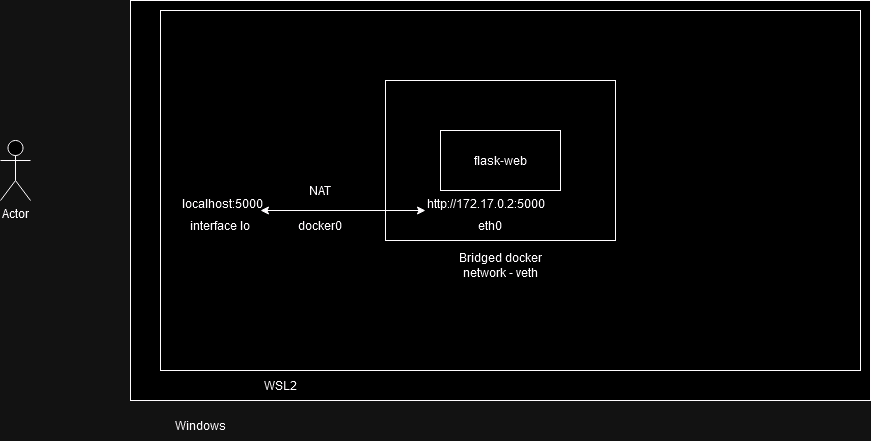 flask-web
NAT
localhost:5000
http://172.17.0.2:5000
Actor
interface lo
docker0
eth0
Bridged docker
network - veth
WSL2
Windows